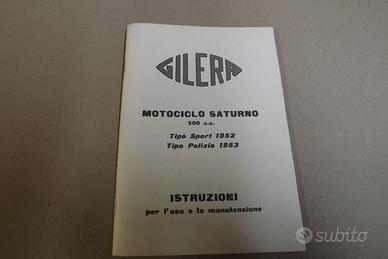 GILERA
MOTOCICLO SATURNO
500 c.c.
Tipo Sport 1952
Tipo Polizia 1953
ISTRUZIONI
per l'uso e la manutenzione
subito